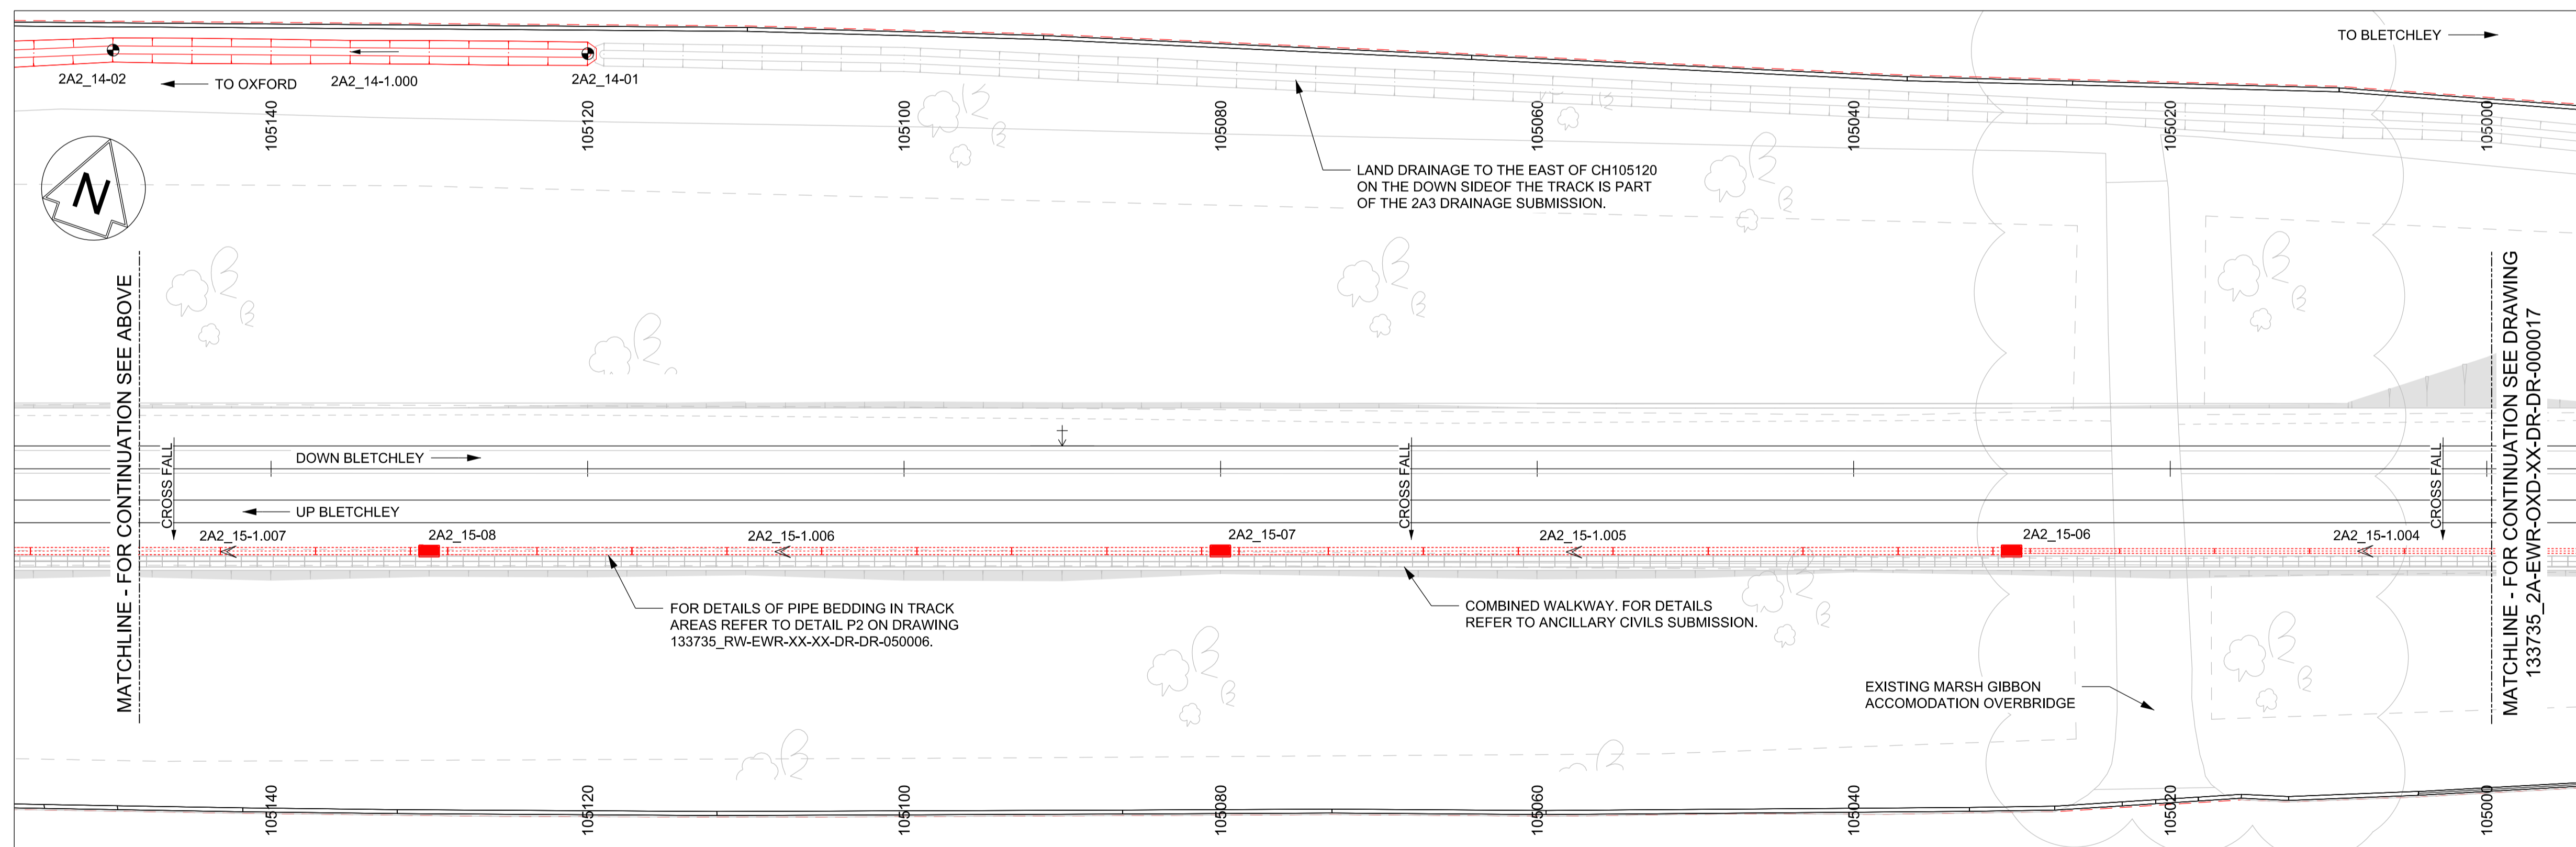 TO BLETCHLEY
2A2_14-02
TO OXFORD
2A2_14-1.000
2A2_14-01
105140
105120
105100
105080
105060
105040
105020
105000
N
LAND DRAINAGE TO THE EAST OF CH105120
ON THE DOWN SIDEOF THE TRACK IS PART
OF THE 2A3 DRAINAGE SUBMISSION.
MATCHLINE - FOR CONTINUATION SEE ABOVE
MATCHLINE - FOR CONTINUATION SEE DRAWING
133735_2A-EWR-OXD-XX-DR-DR-000017
CROSS FALL
DOWN BLETCHLEY
CROSS FALL
CROSS FALL
UP BLETCHLEY
2A2_15-1.007
2A2_15-08
2A2_15-1.006
2A2_15-07
2A2_15-1.005
2A2_15-06
2A2_15-1.004
FOR DETAILS OF PIPE BEDDING IN TRACK
AREAS REFER TO DETAIL P2 ON DRAWING
133735_RW-EWR-XX-XX-DR-DR-050006.
COMBINED WALKWAY. FOR DETAILS
REFER TO ANCILLARY CIVILS SUBMISSION.
EXISTING MARSH GIBBON
ACCOMODATION OVERBRIDGE
105140
105120
105100
105080
105060
105040
105020
105000